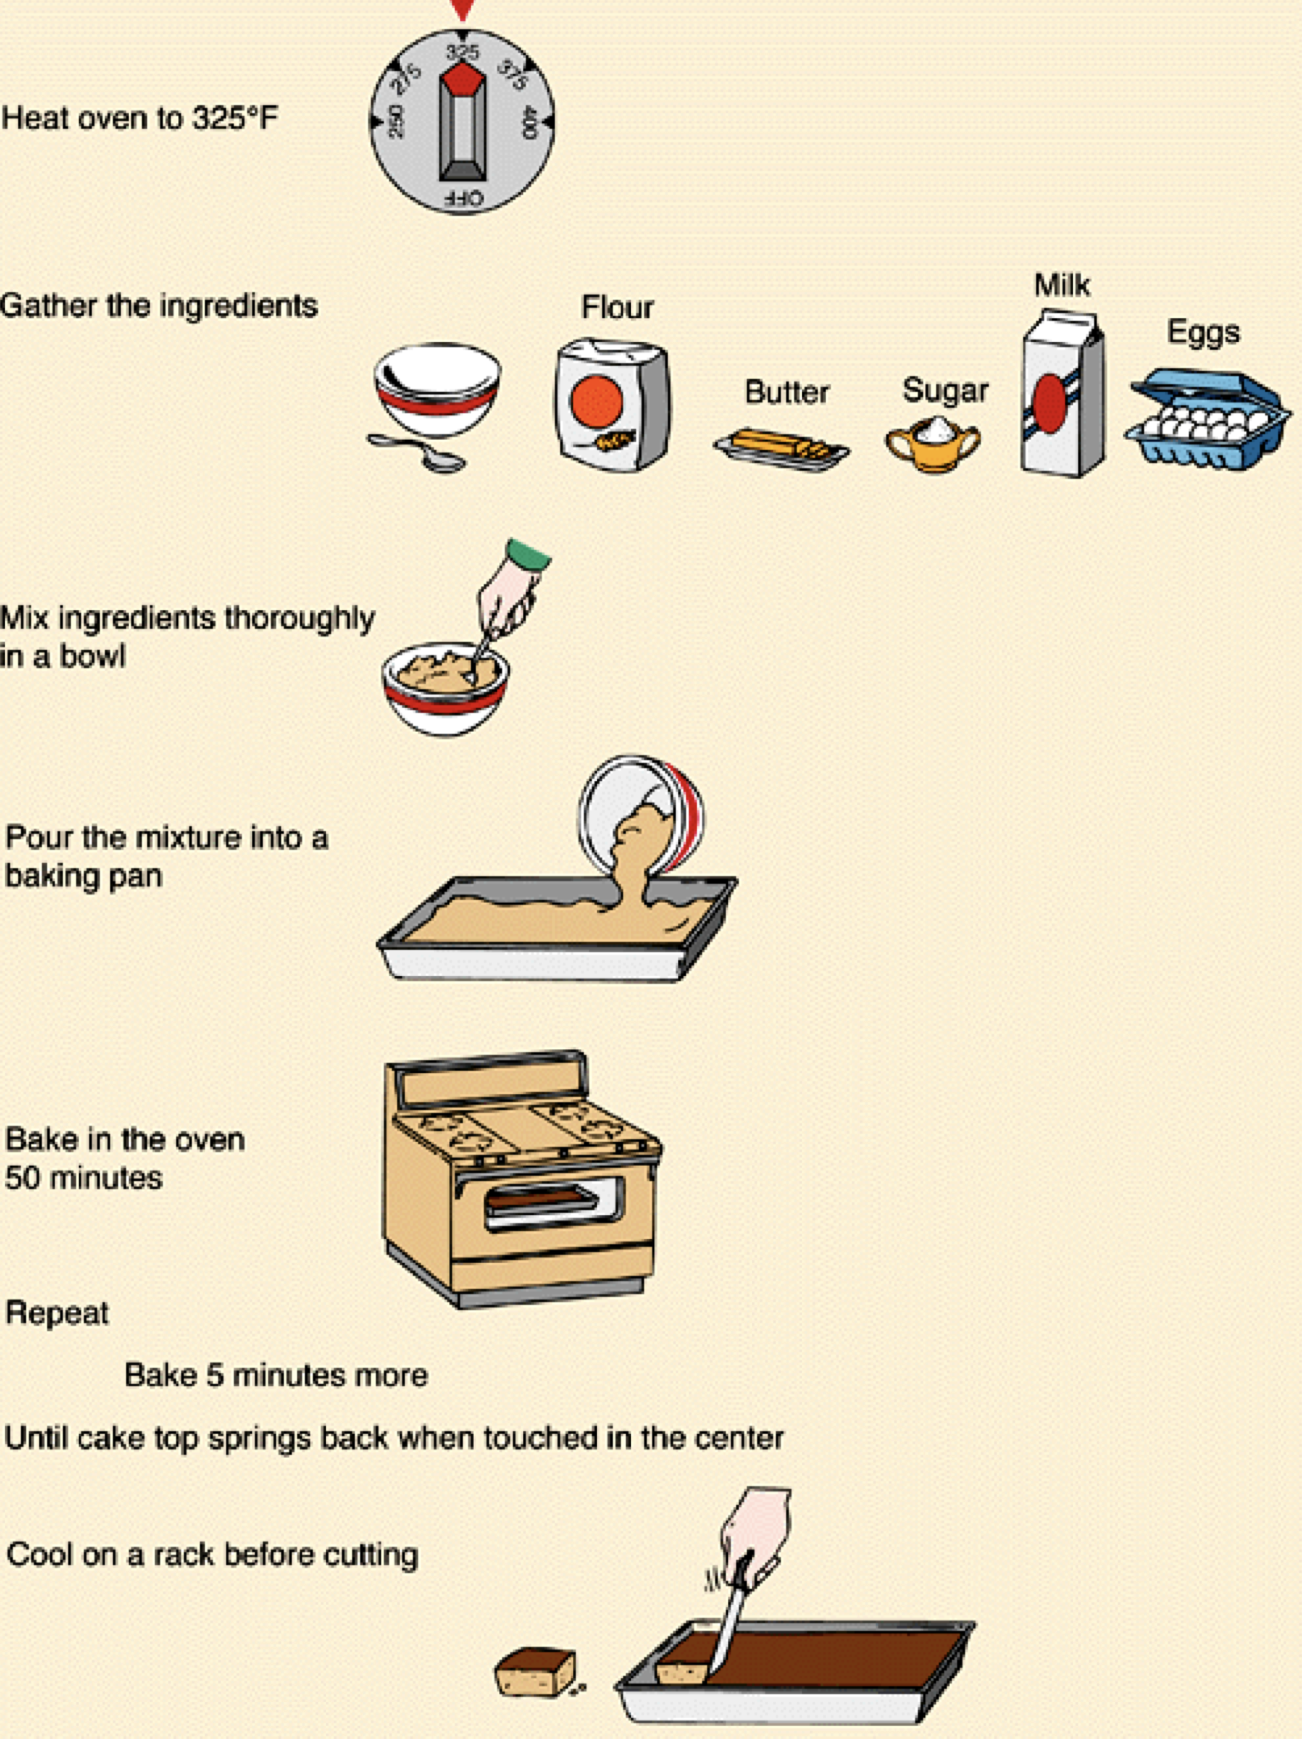 325
275
375
250
400
OFF
Heat oven to 325°F
Gather the ingredients
Flour
Butter
Sugar
Milk
Eggs
Mix ingredients thoroughly
in a bowl
Pour the mixture into a
baking pan
Bake in the oven
50 minutes
Repeat
Bake 5 minutes more
Until cake top springs back when touched in the center
Cool on a rack before cutting